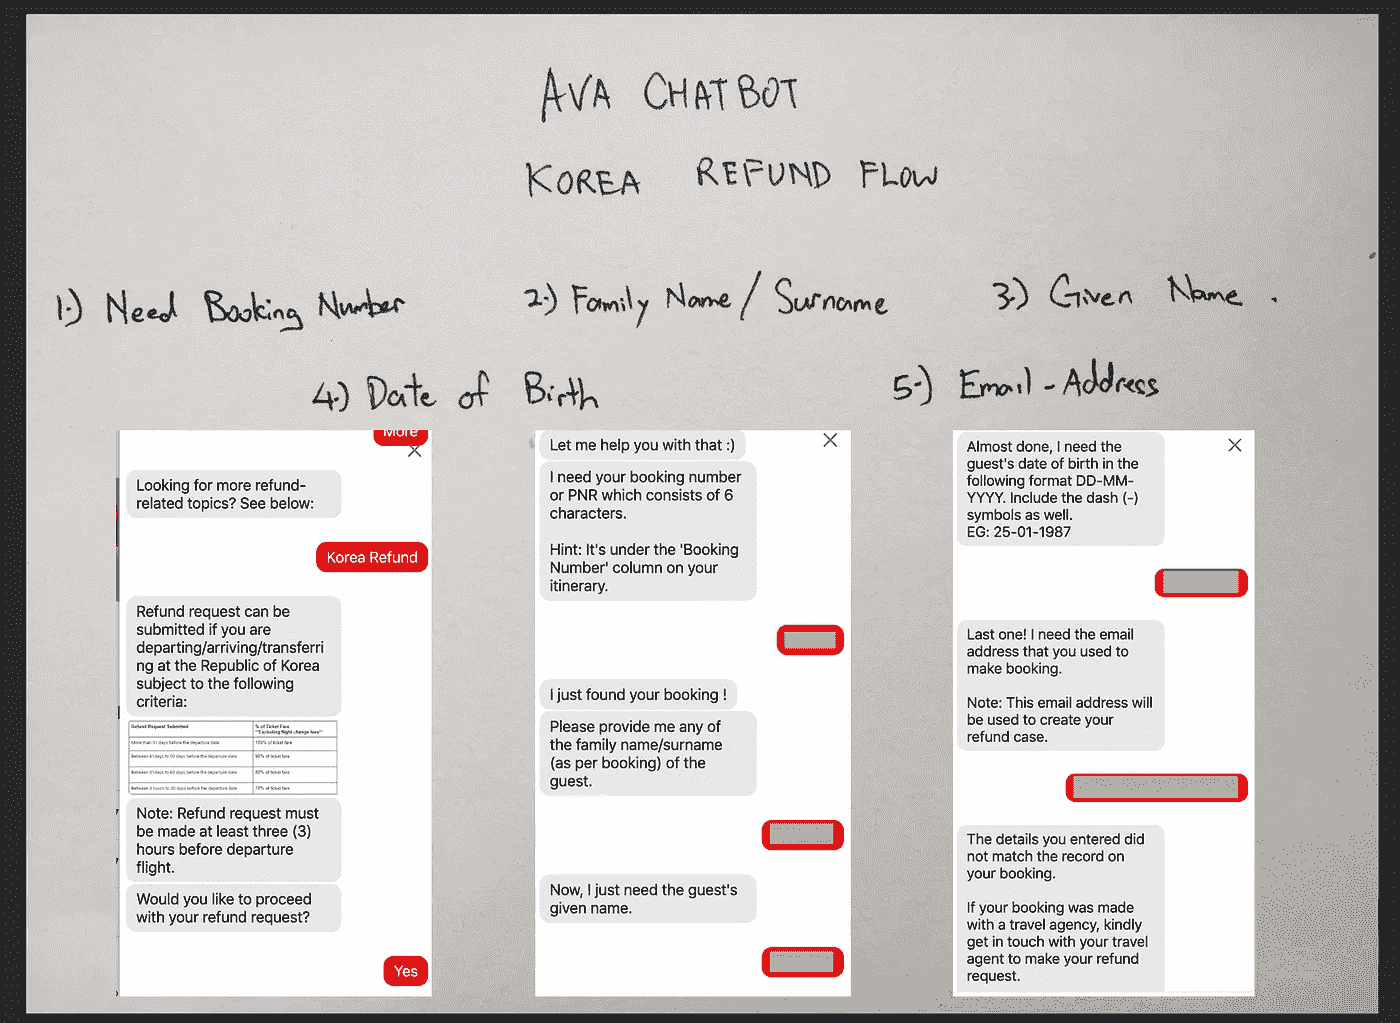 AVA CHATBOT
KOREA REFUND FLOW
1.) Need Booking Number
2.) Family Name / Surname
3.) Given Name .
4.) Date of Birth
5.) Email-Address
More
Looking for more refund-
related topics? See below:
Korea Refund
Refund request can be
submitted if you are
departing/arriving/transferri
ng at the Republic of Korea
subject to the following
criteria:
Refund Request Submitted
% of Ticket Fare
**Excluding flight change fees**
More than 91 days before the departure date
100% of ticket fare
Between 61 days to 90 days before the departure date
90% of ticket fare
Between 31 days to 60 days before the departure date
80% of ticket fare
Between 3 hours to 30 days before the departure date
70% of ticket fare
Note: Refund request must
be made at least three (3)
hours before departure
flight.
Would you like to proceed
with your refund request?
Yes
Let me help you with that :)
I need your booking number
or PNR which consists of 6
characters.
Hint: It's under the 'Booking
Number' column on your
itinerary.
I just found your booking !
Please provide me any of
the family name/surname
(as per booking) of the
guest.
Now, I just need the guest's
given name.
Almost done, I need the
guest's date of birth in the
following format DD-MM-
YYYY. Include the dash (-)
symbols as well.
EG: 25-01-1987
Last one! I need the email
address that you used to
make booking.
Note: This email address will
be used to create your
refund case.
The details you entered did
not match the record on
your booking.
If your booking was made
with a travel agency, kindly
get in touch with your travel
agent to make your refund
request.